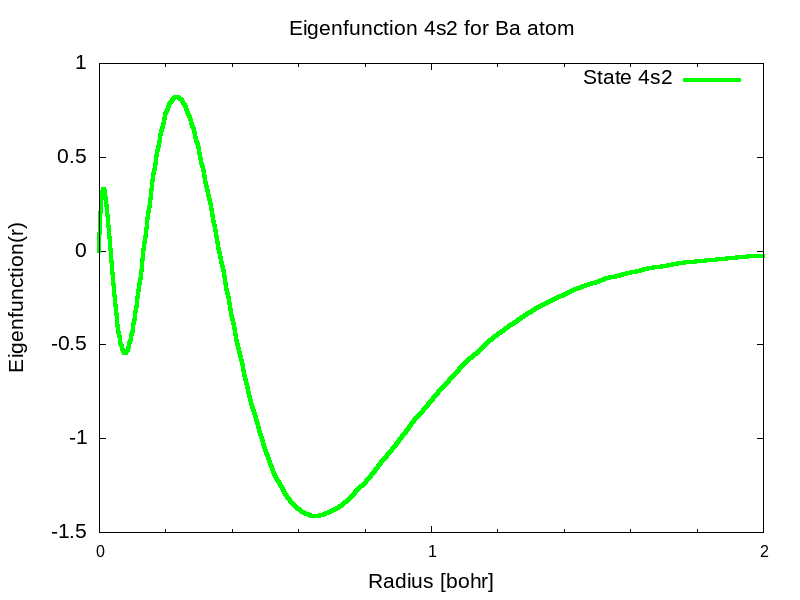 Eigenfunction 4s2 for Ba atom
State 4s2
1
0.5
0
-0.5
-1
-1.5
Eigenfunction(r)
0 1 2
Radius [bohr]